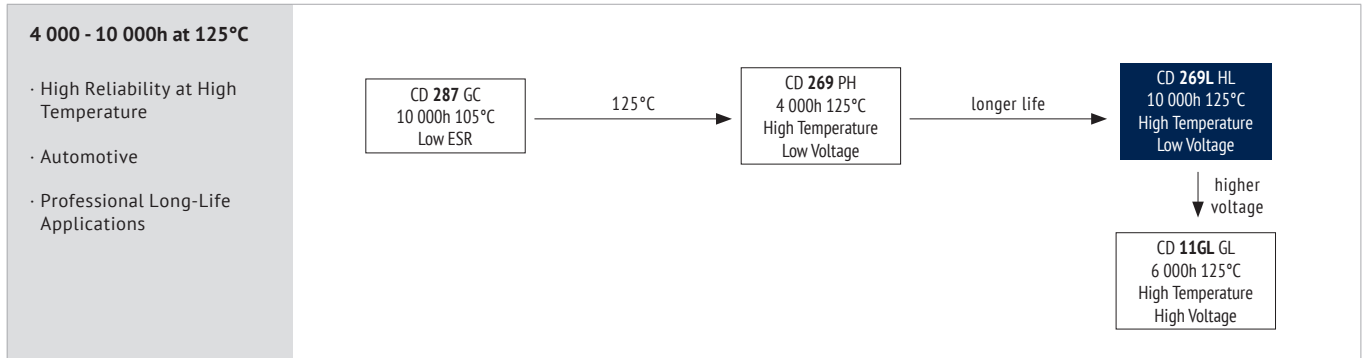 4 000 - 10 000h at 125°C
· High Reliability at High
Temperature
· Automotive
· Professional Long-Life
Applications
CD 287 GC
10 000h 105°C
Low ESR
125°C
CD 269 PH
4 000h 125°C
High Temperature
Low Voltage
longer life
CD 269L HL
10 000h 125°C
High Temperature
Low Voltage
higher
voltage
CD 11GL GL
6 000h 125°C
High Temperature
High Voltage